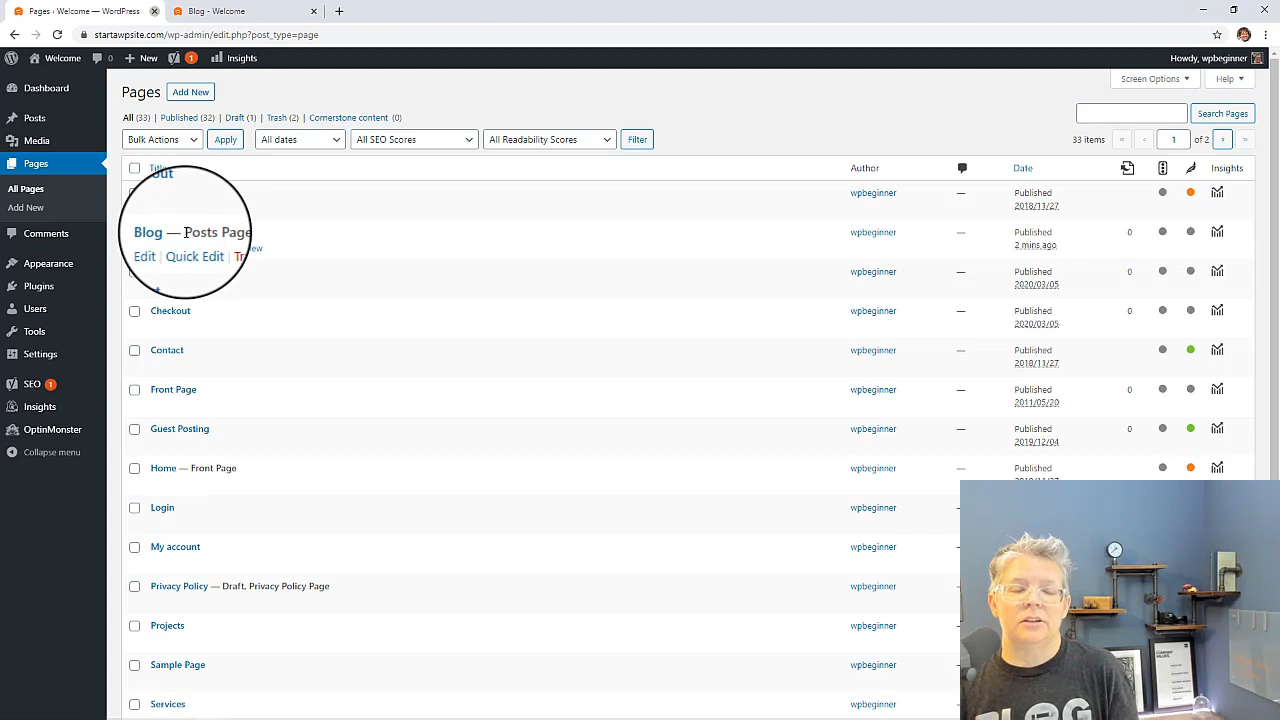 Pages ‹ Welcome — WordPress
Blog - Welcome
startawpsite.com/wp-admin/edit.php?post_type=page
Welcome 0 New 1 Insights
Howdy, wpbeginner
Dashboard
Posts
Media
Pages
All Pages
Add New
Comments
Appearance
Plugins
Users
Tools
Settings
SEO 1
Insights
OptinMonster
Collapse menu
Screen Options Help
Pages Add New
All (33) | Published (32) | Draft (1) | Trash (2) | Cornerstone content (0)
Search Pages
Bulk Actions Apply All dates All SEO Scores All Readability Scores Filter
33 items « ‹ 1 of 2 › »
Title Author Date Insights
out
wpbeginner — Published
2018/11/27
Blog — Posts Page wpbeginner — Published 0
2 mins ago
Edit | Quick Edit | Tr
wpbeginner — Published 0
2020/03/05
Checkout wpbeginner — Published 0
2020/03/05
Contact wpbeginner — Published
2018/11/27
Front Page wpbeginner — Published 0
2011/05/20
Guest Posting wpbeginner — Published 0
2019/12/04
Home — Front Page wpbeginner — Published
Login wpbeginner
My account wpbeginner
Privacy Policy — Draft, Privacy Policy Page wpbeginner
Projects wpbeginner
Sample Page wpbeginner
Services wpbeginner
COMPANY
VALUES.
BLOG